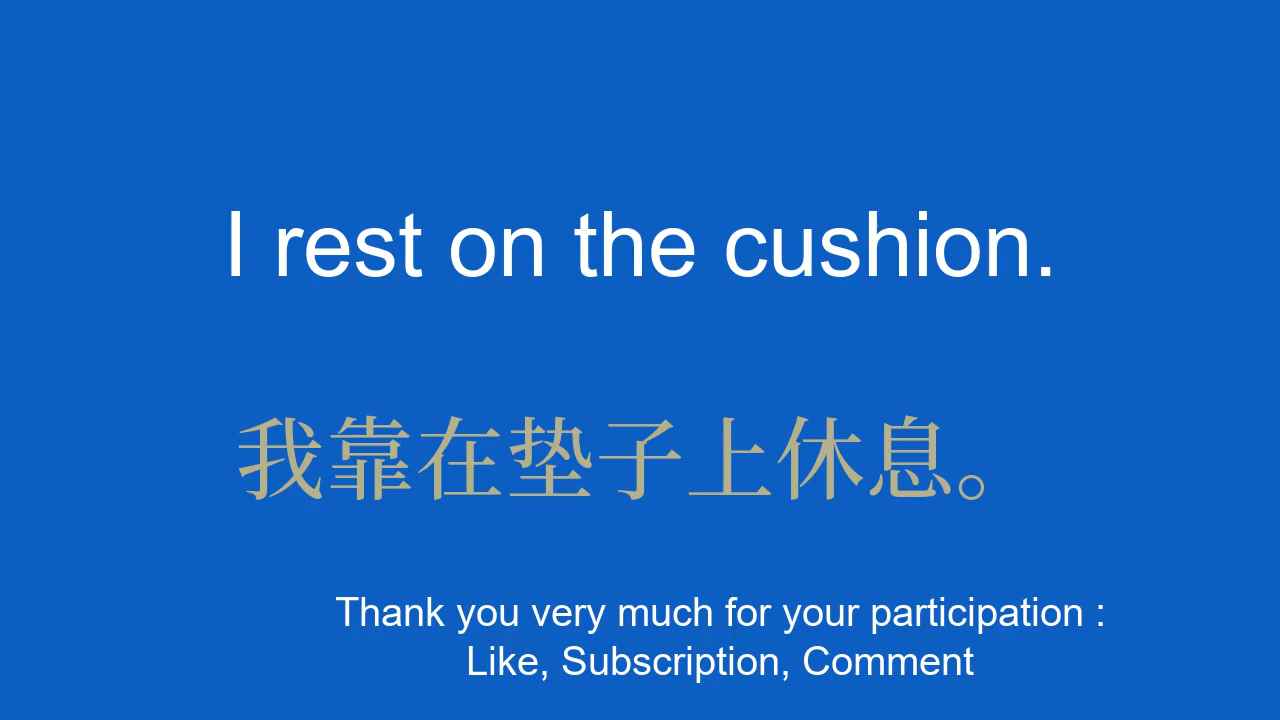 I rest on the cushion.
我靠在垫子上休息。
Thank you very much for your participation :
Like, Subscription, Comment